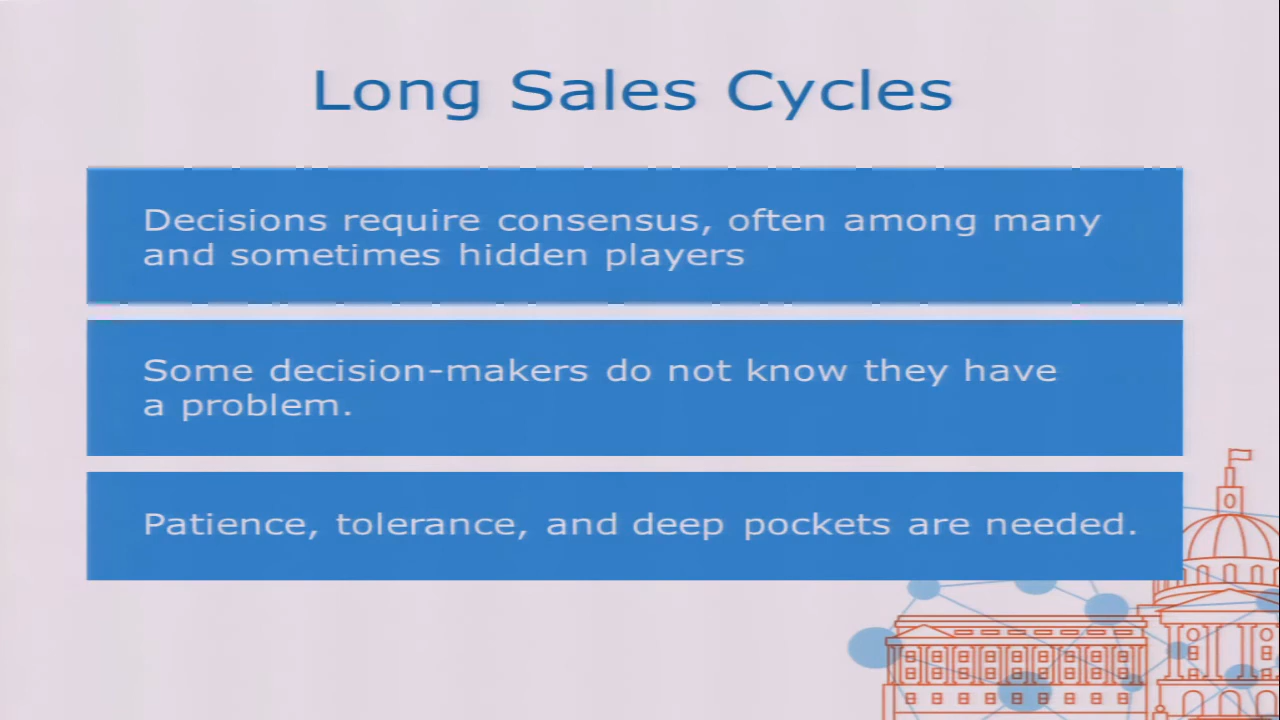 Long Sales Cycles
Decisions require consensus, often among many
and sometimes hidden players
Some decision-makers do not know they have
a problem.
Patience, tolerance, and deep pockets are needed.